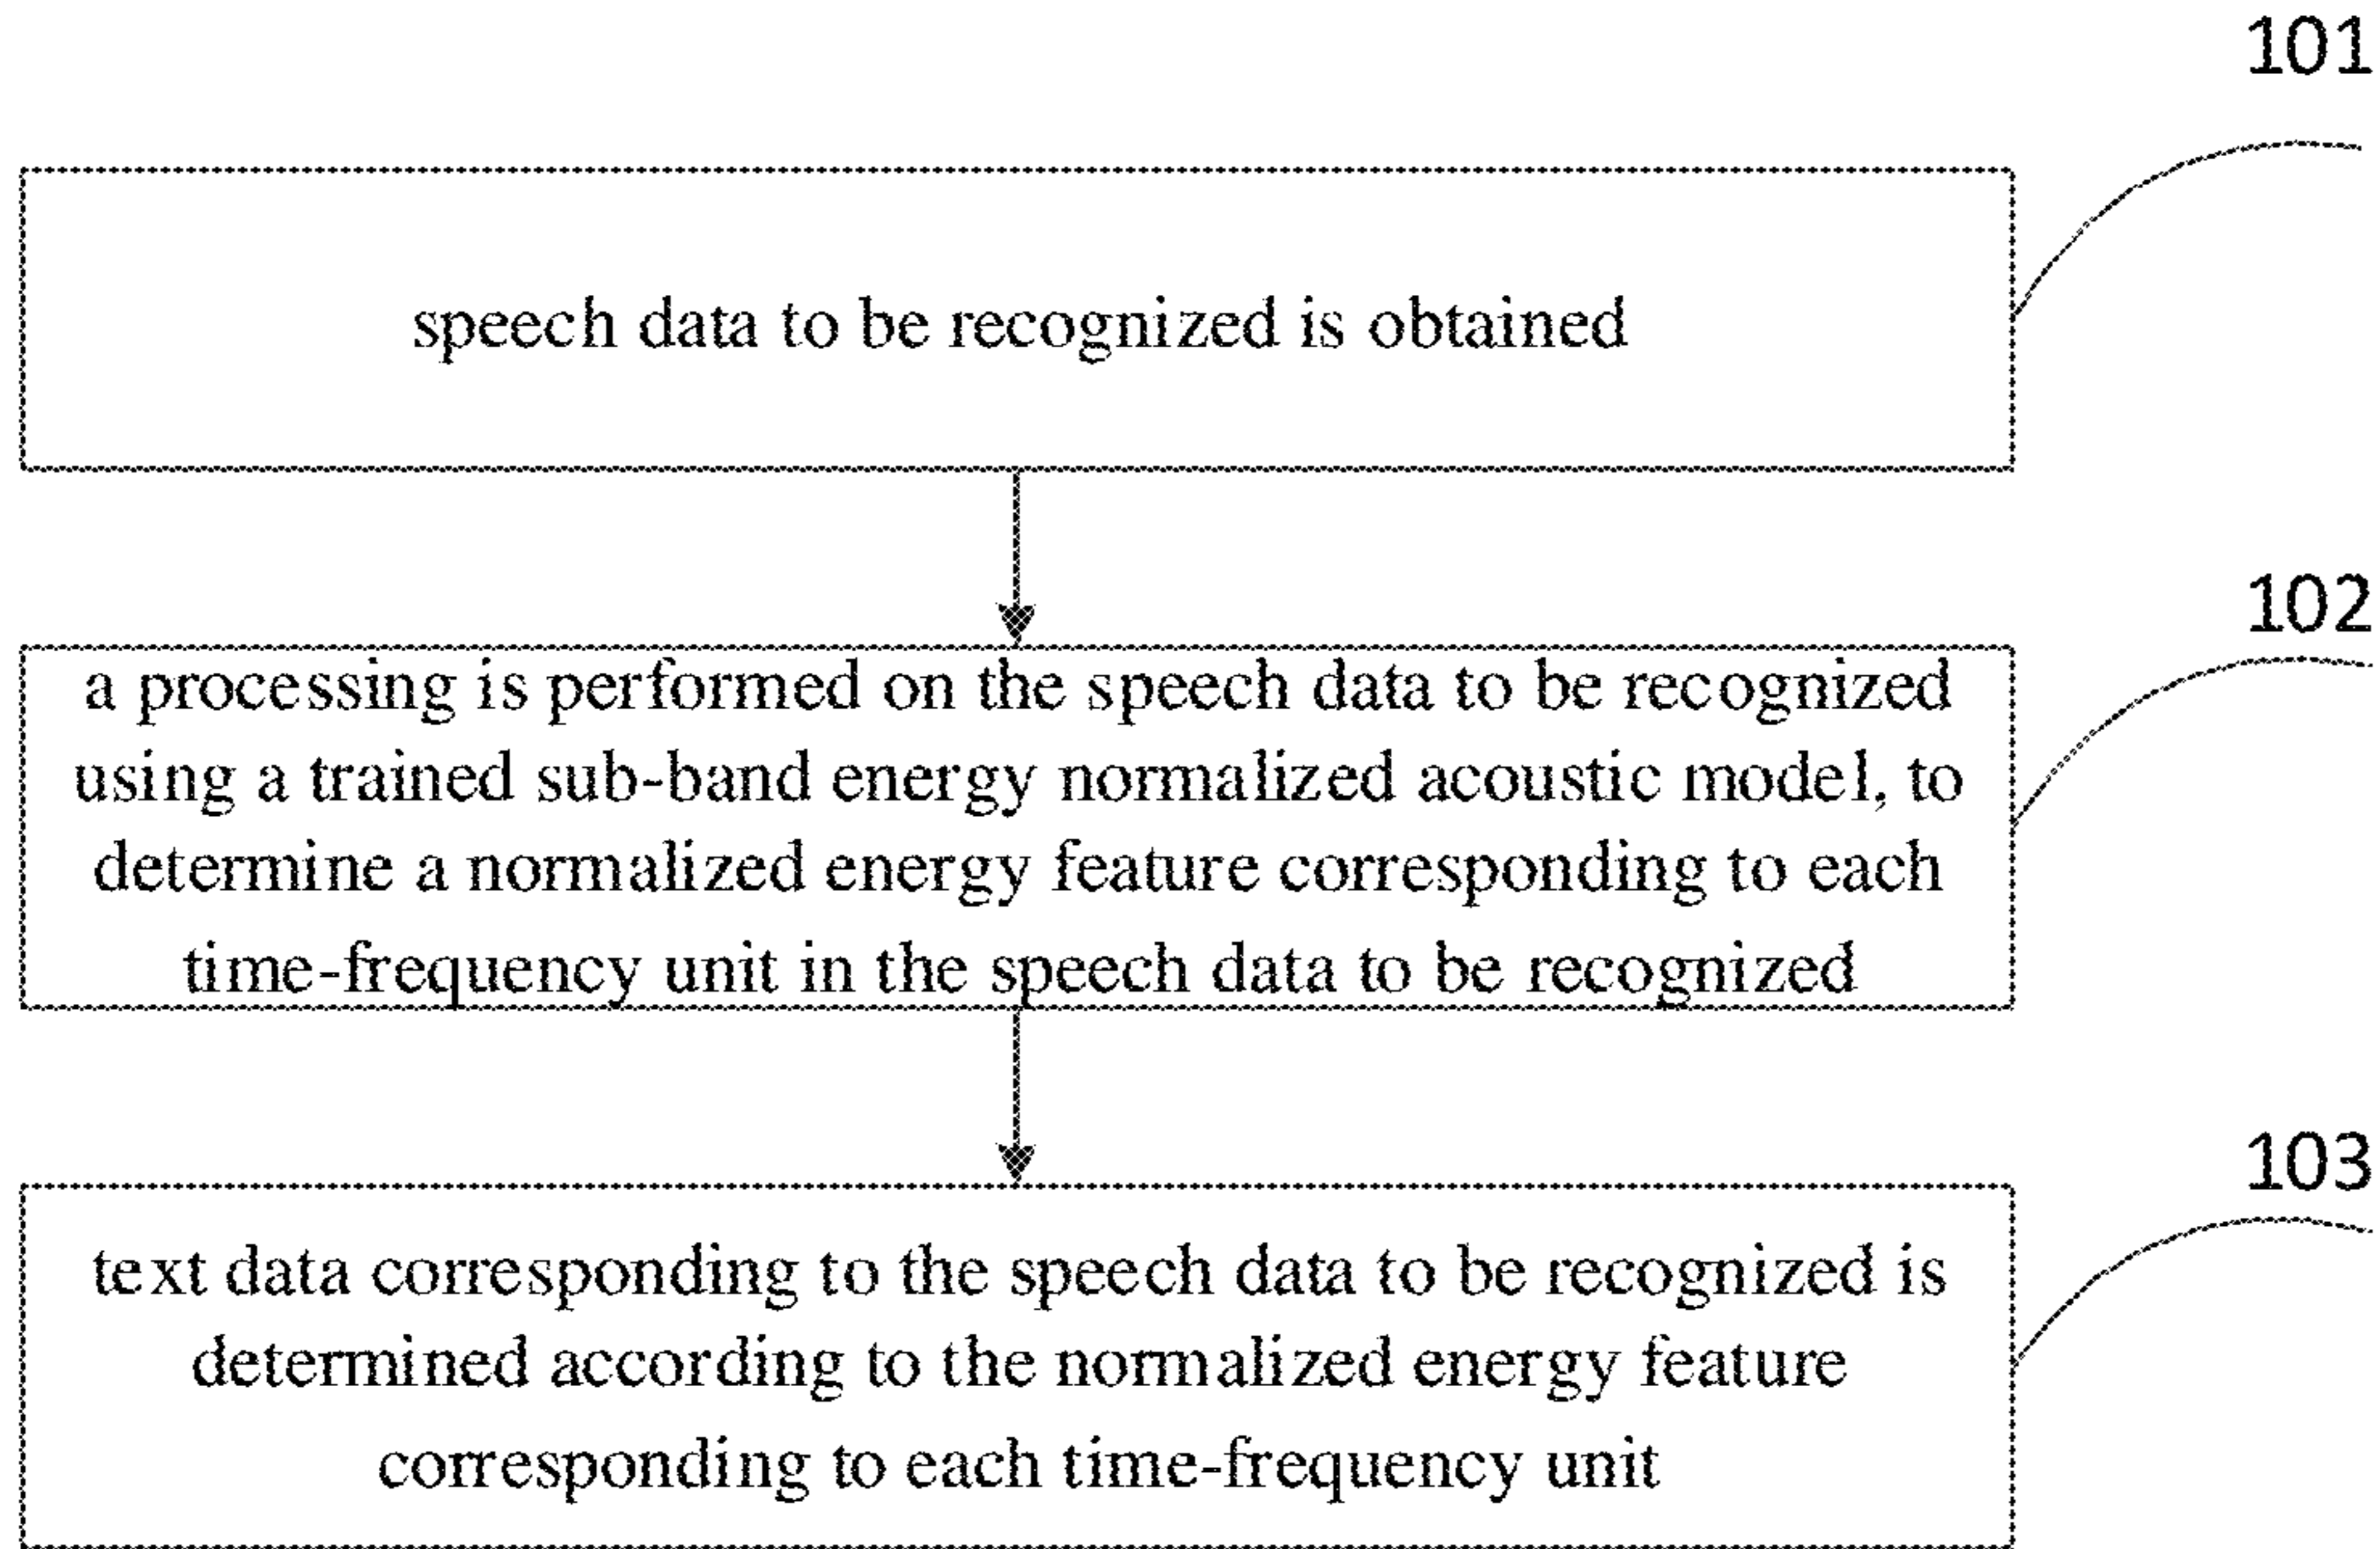 101
speech data to be recognized is obtained
102
a processing is performed on the speech data to be recognized
using a trained sub-band energy normalized acoustic model, to
determine a normalized energy feature corresponding to each
time-frequency unit in the speech data to be recognized
103
text data corresponding to the speech data to be recognized is
determined according to the normalized energy feature
corresponding to each time-frequency unit